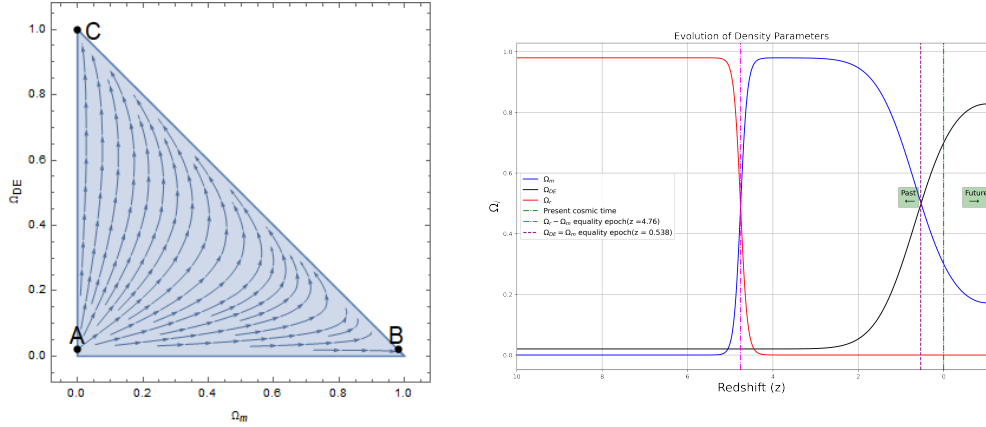 C
A
B
1.0
0.8
0.6
0.4
0.2
0.0
Ω_DE
0.0 0.2 0.4 0.6 0.8 1.0
Ω_m
Evolution of Density Parameters
1.0
0.8
0.6
0.4
0.2
0.0
Ω_i
Ω_m
Ω_DE
Ω_r
Present cosmic time
Ω_r − Ω_m equality epoch(z =4.76)
Ω_DE = Ω_m equality epoch(z = 0.538)
Past
←
Future
→
10 8 6 4 2 0
Redshift (z)